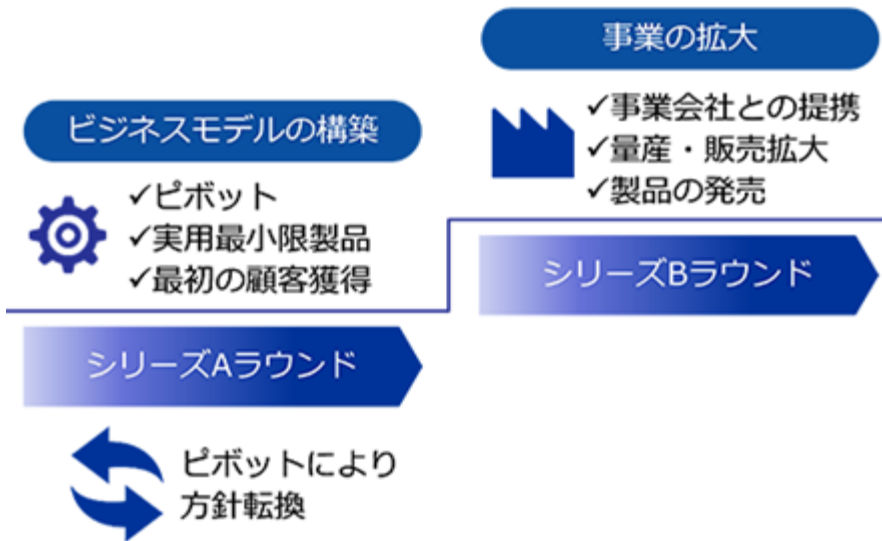 事業の拡大
✓事業会社との提携
✓量産・販売拡大
✓製品の発売
シリーズBラウンド
ビジネスモデルの構築
✓ピボット
✓実用最小限製品
✓最初の顧客獲得
シリーズAラウンド
ピボットにより
方針転換